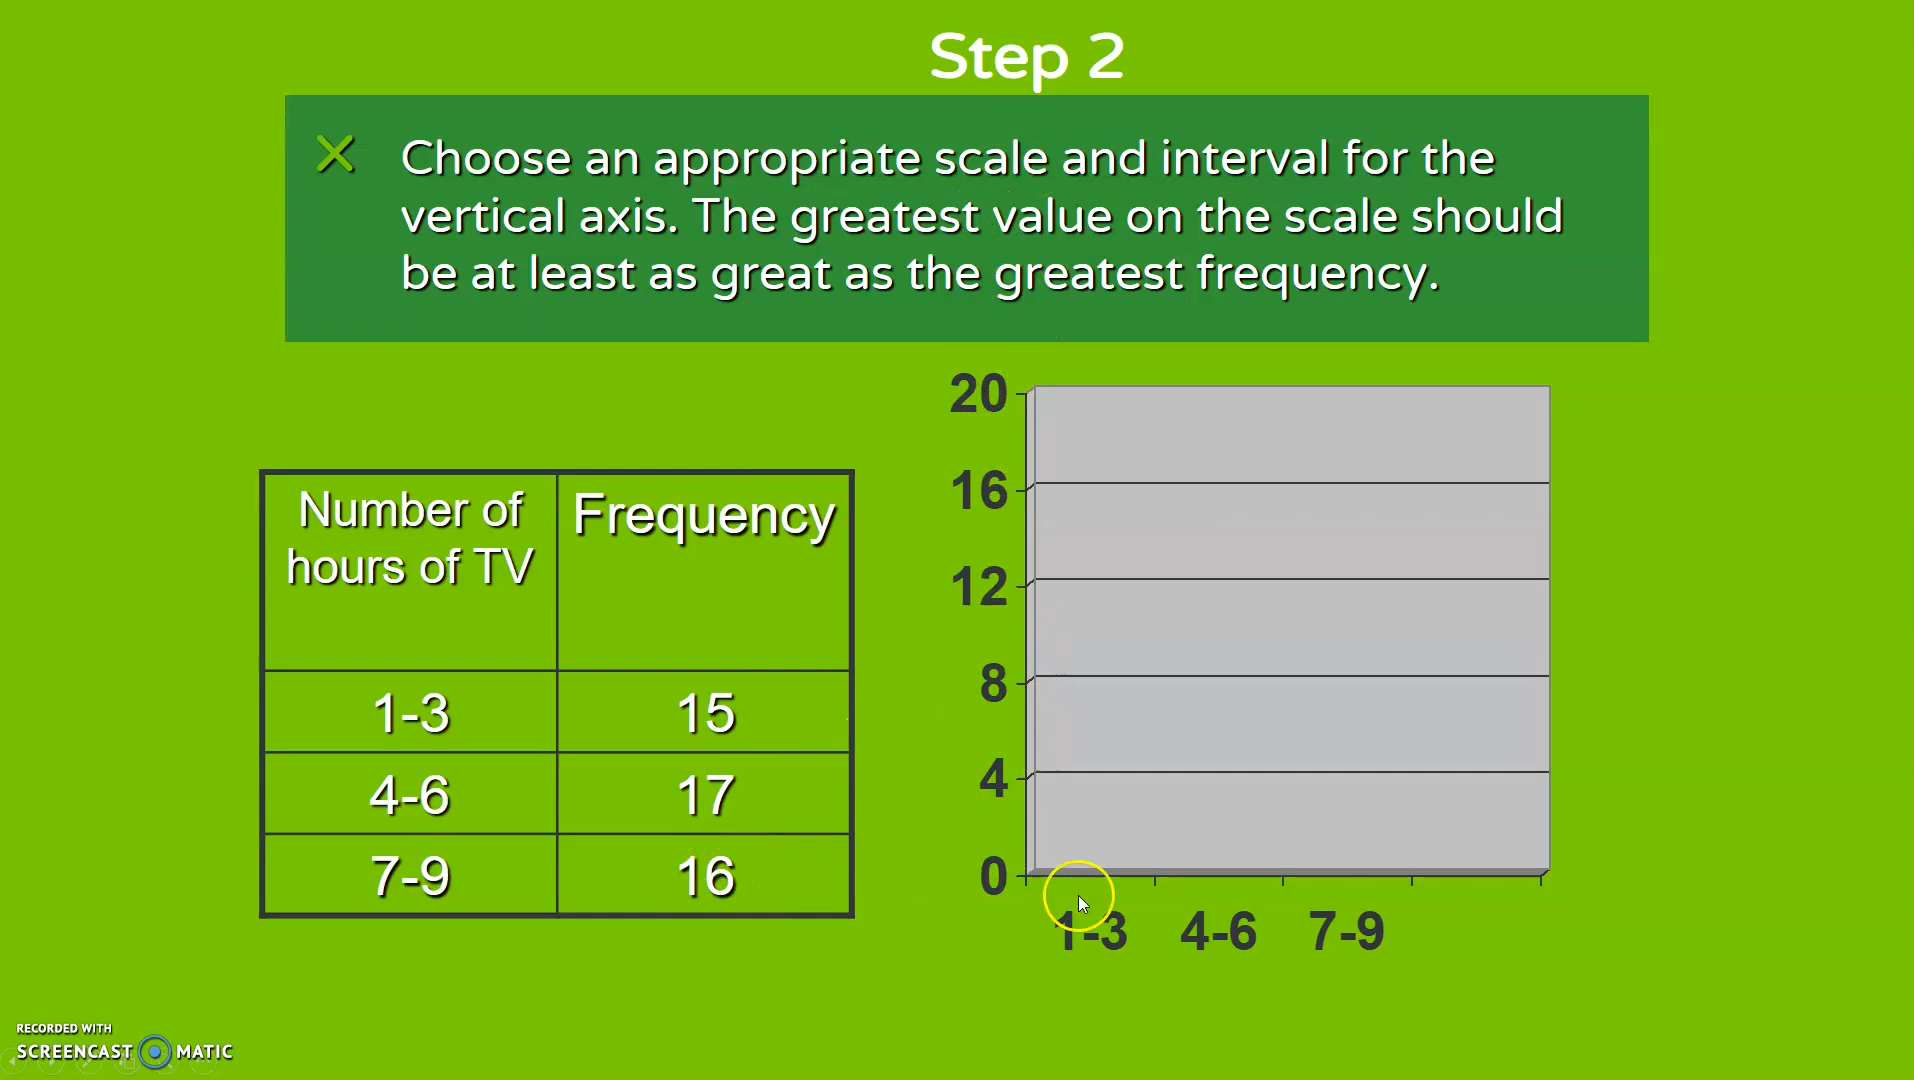 Step 2
Choose an appropriate scale and interval for the
vertical axis. The greatest value on the scale should
be at least as great as the greatest frequency.
Number of
hours of TV
Frequency
1-3 15
4-6 17
7-9 16
20
16
12
8
4
0
1-3 4-6 7-9
RECORDED WITH
SCREENCAST MATIC